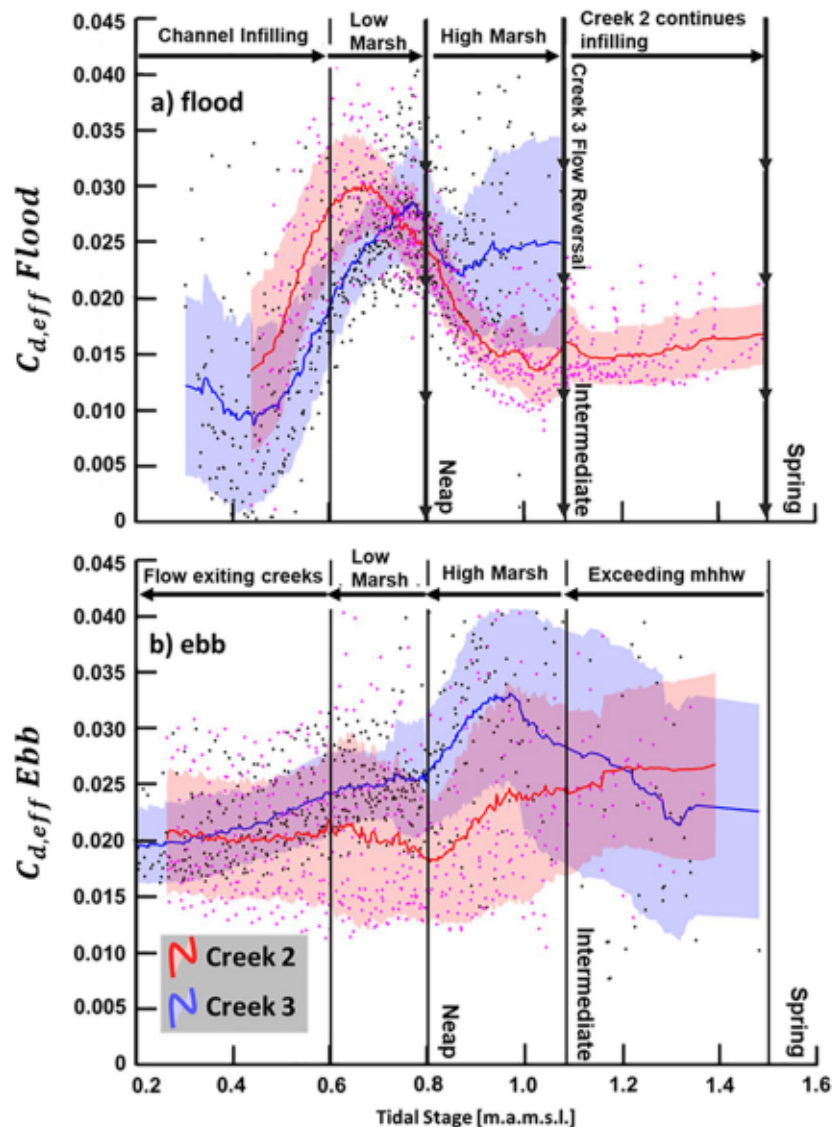 0.045
0.040
0.035
0.030
0.025
0.020
0.015
0.010
0.005
0
C_{d,eff} Flood
Channel Infilling
Low
Marsh
High Marsh
Creek 2 continues
infilling
a) flood
Creek 3 Flow Reversal
Neap
Intermediate
Spring
0.045
0.040
0.035
0.030
0.025
0.020
0.015
0.010
0.005
0
C_{d,eff} Ebb
Flow exiting creeks
Low
Marsh
High Marsh
Exceeding mhhw
b) ebb
Creek 2
Creek 3
Neap
Intermediate
Spring
0.2 0.4 0.6 0.8 1.0 1.2 1.4 1.6
Tidal Stage [m.a.m.s.l.]